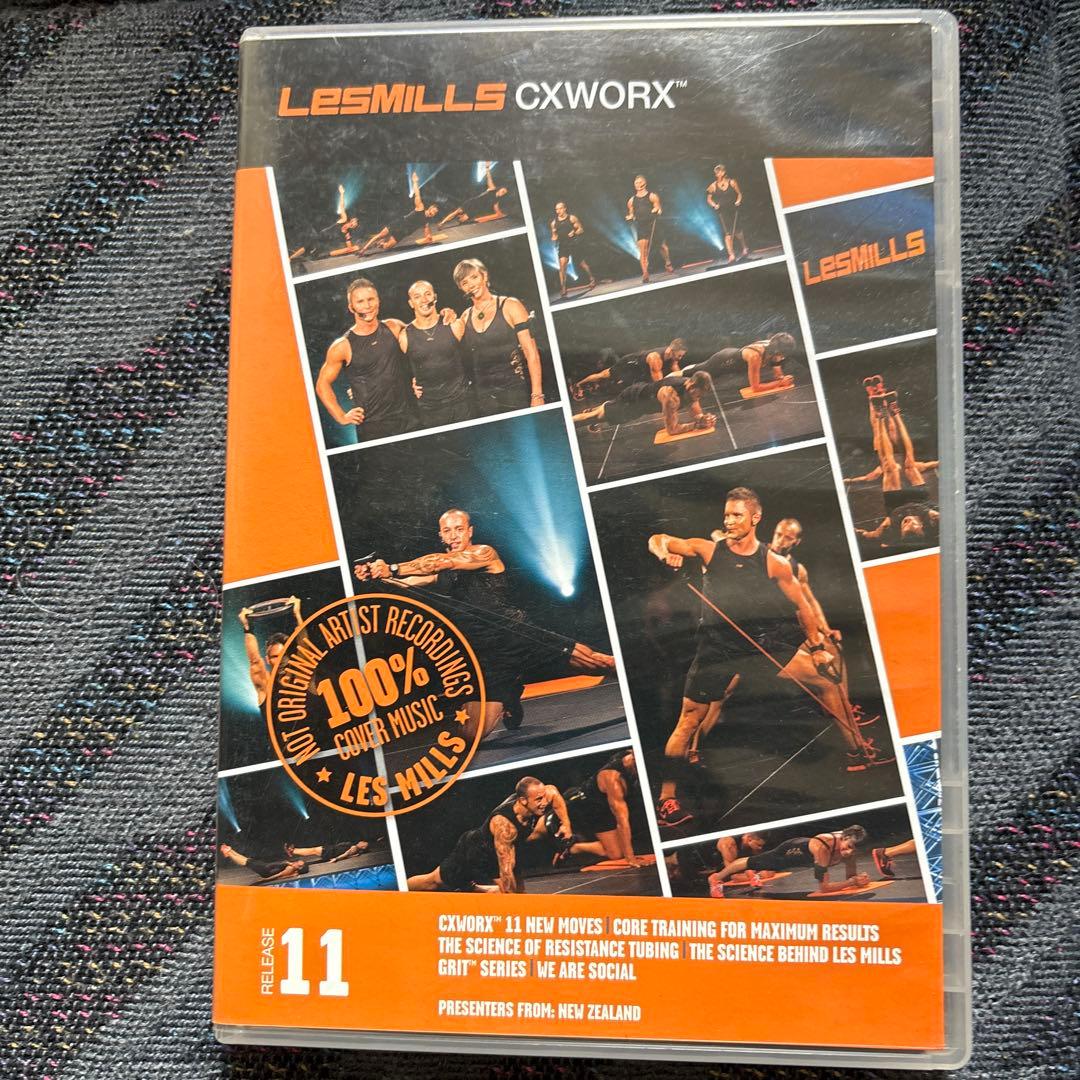 LESMILLS CXWORX™
LESMILLS
NOT ORIGINAL ARTIST RECORDINGS
100%
COVER MUSIC
★ LES MILLS ★
RELEASE 11
CXWORX™ 11 NEW MOVES | CORE TRAINING FOR MAXIMUM RESULTS
THE SCIENCE OF RESISTANCE TUBING | THE SCIENCE BEHIND LES MILLS
GRIT™ SERIES | WE ARE SOCIAL
PRESENTERS FROM: NEW ZEALAND